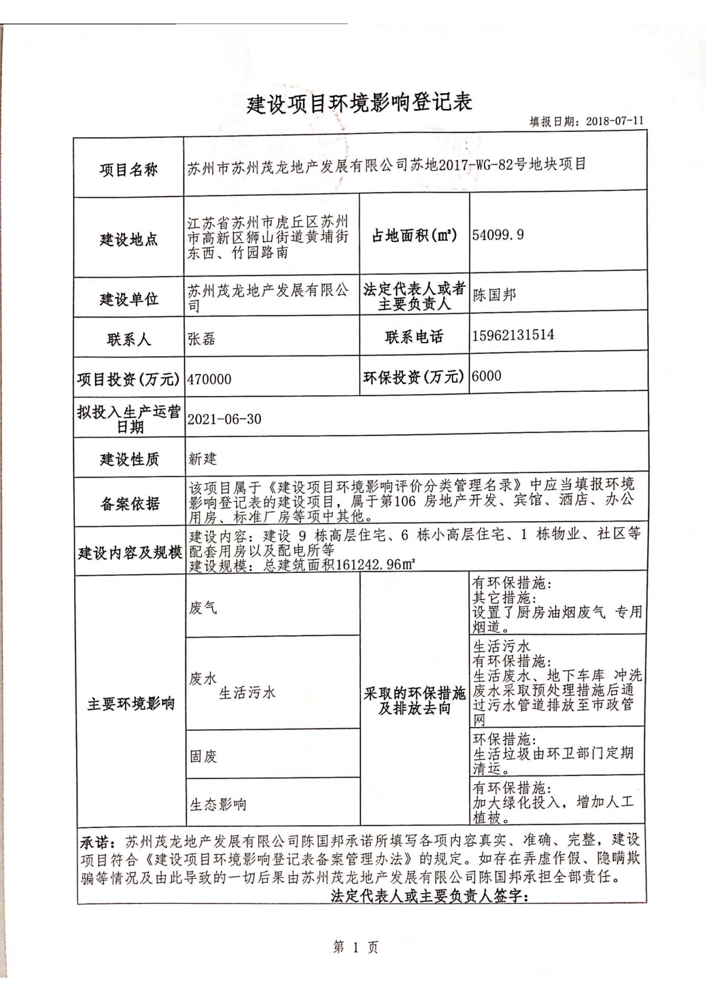 建设项目环境影响登记表
填报日期：2018-07-11
项目名称
苏州市苏州茂龙地产发展有限公司苏地2017-WG-82号地块项目
建设地点
江苏省苏州市虎丘区苏州
市高新区狮山街道黄埔街
东西、竹园路南
占地面积(㎡)
54099.9
建设单位
苏州茂龙地产发展有限公
司
法定代表人或者
主要负责人
陈国邦
联系人
张磊
联系电话
15962131514
项目投资(万元)
470000
环保投资(万元)
6000
拟投入生产运营
日期
2021-06-30
建设性质
新建
备案依据
该项目属于《建设项目环境影响评价分类管理名录》中应当填报环境
影响登记表的建设项目，属于第106 房地产开发、宾馆、酒店、办公
用房、标准厂房等项中其他。
建设内容及规模
建设内容：建设 9 栋高层住宅、6 栋小高层住宅、1 栋物业、社区等
配套用房以及配电所等
建设规模：总建筑面积161242.96㎡
主要环境影响
废气
采取的环保措施
及排放去向
有环保措施：
其它措施：
设置了厨房油烟废气 专用
烟道。
废水
生活污水
生活污水
有环保措施：
生活废水、地下车库 冲洗
废水采取预处理措施后通
过污水管道排放至市政管
网
固废
环保措施：
生活垃圾由环卫部门定期
清运。
生态影响
有环保措施：
加大绿化投入，增加人工
植被。
承诺：苏州茂龙地产发展有限公司陈国邦承诺所填写各项内容真实、准确、完整，建设
项目符合《建设项目环境影响登记表备案管理办法》的规定。如存在弄虚作假、隐瞒欺
骗等情况及由此导致的一切后果由苏州茂龙地产发展有限公司陈国邦承担全部责任。
法定代表人或主要负责人签字：
第 1 页